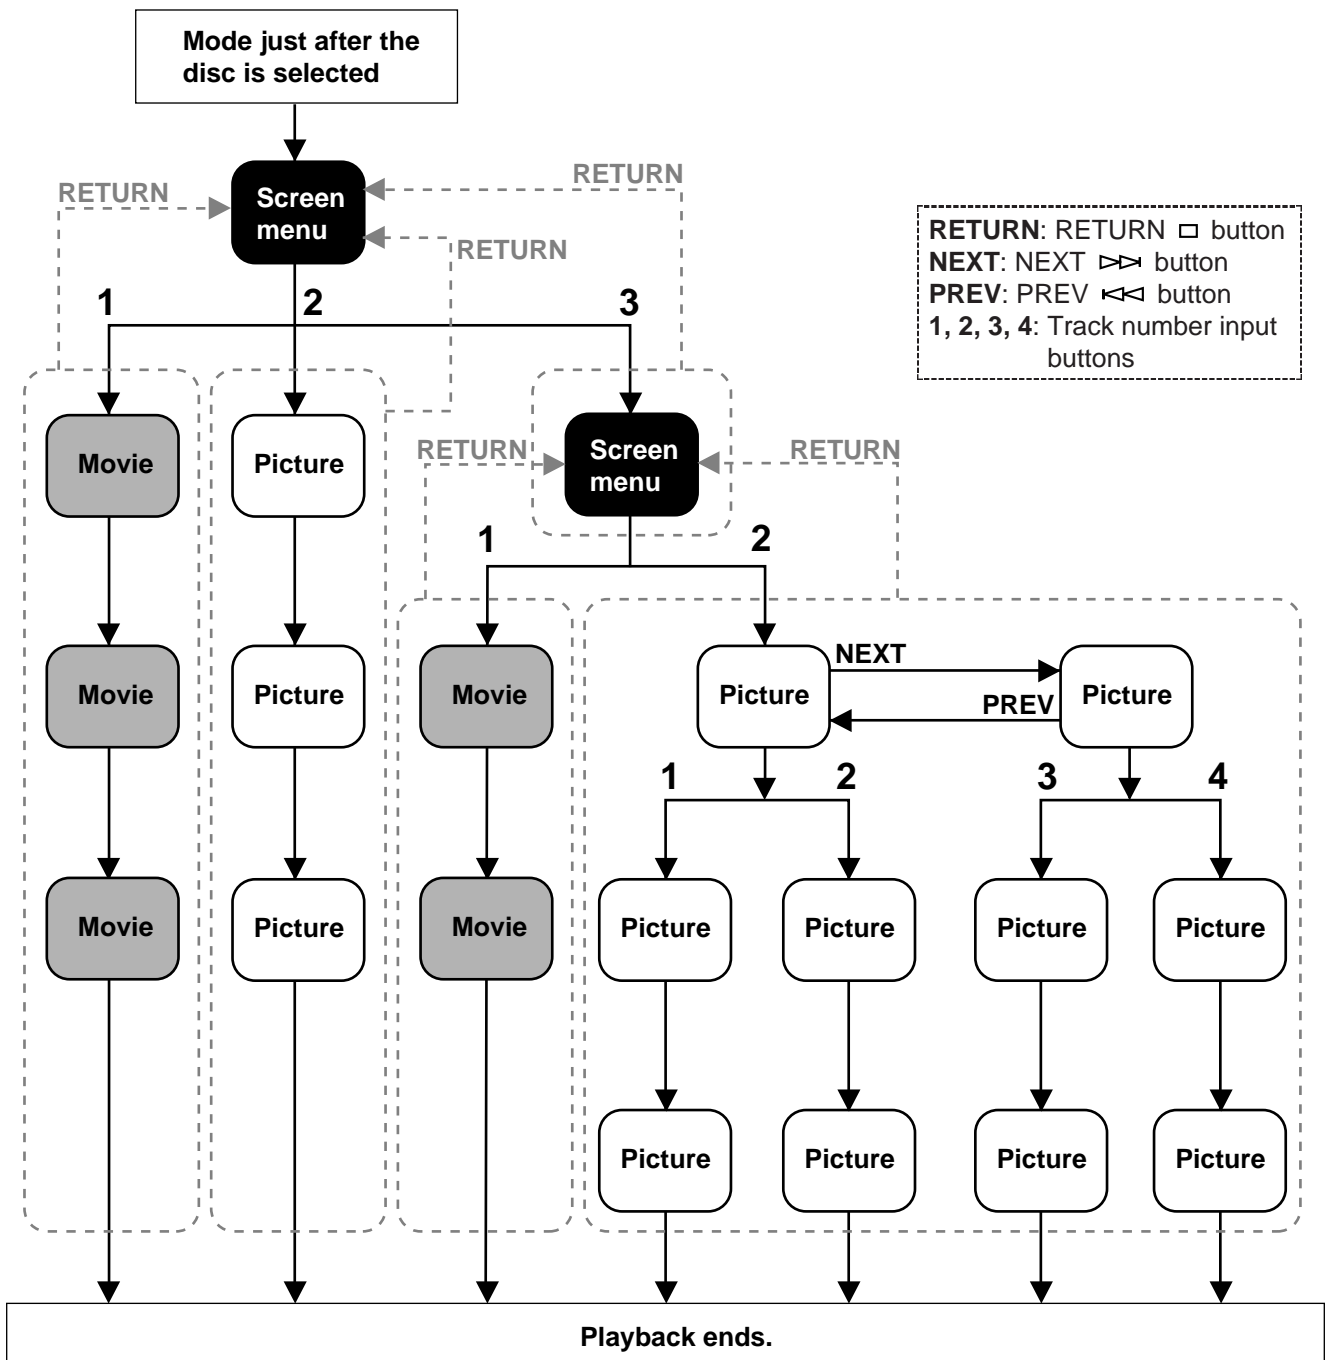 Mode just after the
disc is selected
RETURN
RETURN
Screen
menu
RETURN
RETURN: RETURN □ button
NEXT: NEXT ▷▷| button
PREV: PREV |◁◁ button
1, 2, 3, 4: Track number input
buttons
1
2
3
Movie
Picture
RETURN
Screen
menu
RETURN
1
2
Movie
Picture
Movie
Picture
NEXT
PREV
Picture
1
2
3
4
Movie
Picture
Movie
Picture
Picture
Picture
Picture
Picture
Picture
Picture
Picture
Playback ends.